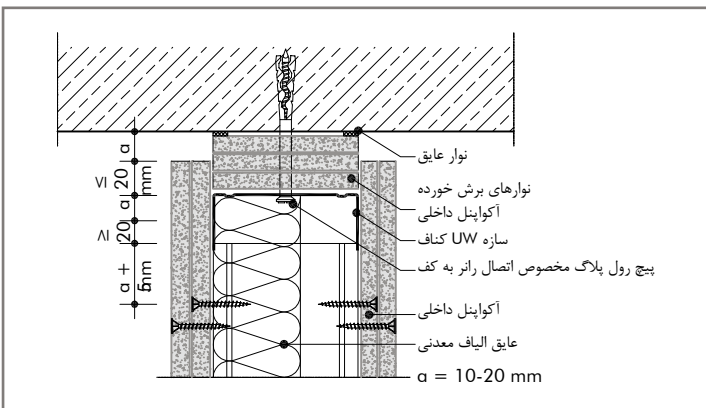 نوار عایق
نوارهای برش خورده
آکواپنل داخلی
سازه UW کناف
پیچ رول پلاگ مخصوص اتصال رانر به کف
آکواپنل داخلی
عایق الیاف معدنی
a = 10-20 mm
a
≤ 20 mm
a
≥ 20
a + 5mm